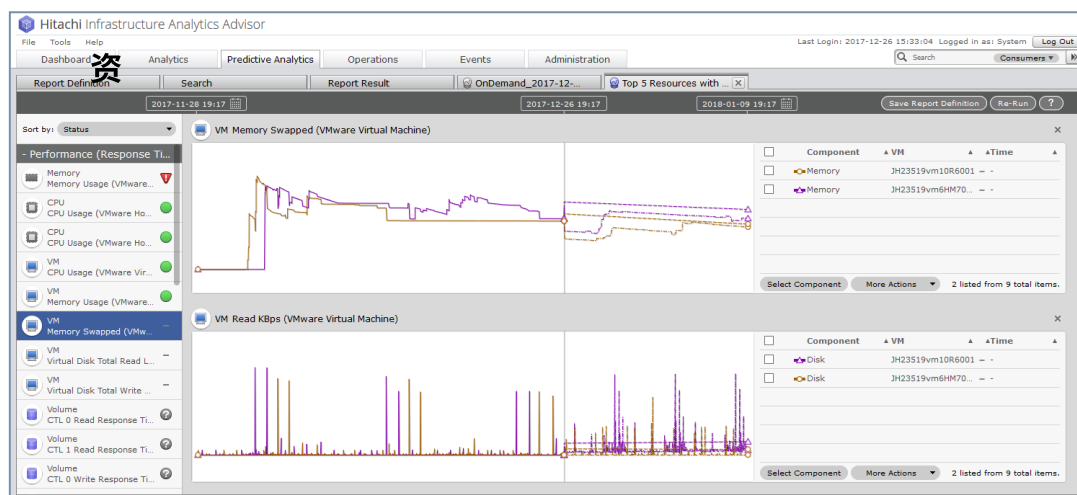 Hitachi Infrastructure Analytics Advisor
File Tools Help
Last Login: 2017-12-26 15:33:04 Logged in as: System Log Out
资
Dashboard Analytics Predictive Analytics Operations Events Administration
Search Consumers
Report Definition Search Report Result OnDemand_2017-12-... Top 5 Resources with ...
2017-11-28 19:17 2017-12-26 19:17 2018-01-09 19:17 Save Report Definition Re-Run ?
Sort by: Status
- Performance (Response Ti...
Memory
Memory Usage (VMware...
CPU
CPU Usage (VMware Ho...
CPU
CPU Usage (VMware Ho...
VM
CPU Usage (VMware Vir...
VM
Memory Usage (VMware...
VM
Memory Swapped (VMw...
VM
Virtual Disk Total Read L...
VM
Virtual Disk Total Write ...
Volume
CTL 0 Read Response Ti...
Volume
CTL 1 Read Response Ti...
Volume
CTL 0 Write Response Ti...
VM Memory Swapped (VMware Virtual Machine)
Component VM Time
Memory JH23519vm10R6001 - -
Memory JH23519vm6HM70... - -
Select Component More Actions 2 listed from 9 total items.
VM Read KBps (VMware Virtual Machine)
Component VM Time
Disk JH23519vm10R6001 - -
Disk JH23519vm6HM70... - -
Select Component More Actions 2 listed from 9 total items.